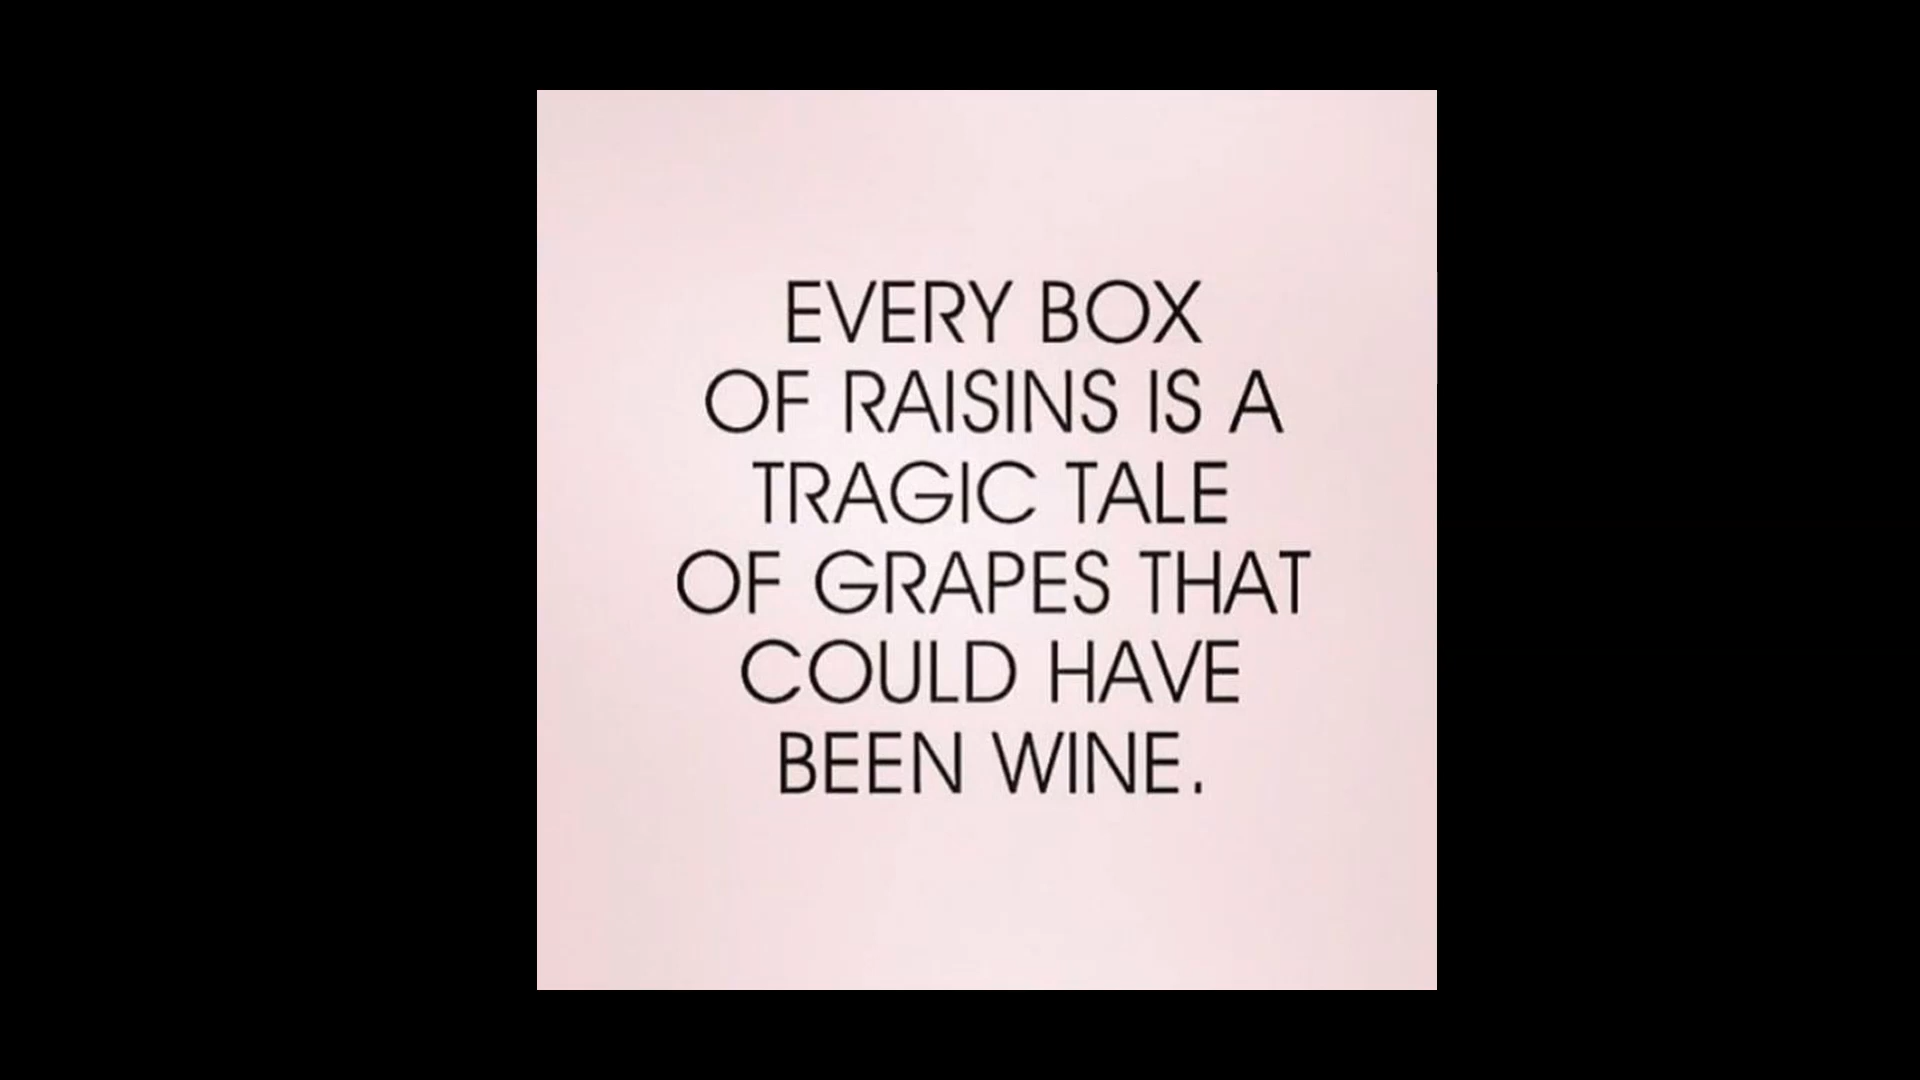 EVERY BOX
OF RAISINS IS A
TRAGIC TALE
OF GRAPES THAT
COULD HAVE
BEEN WINE.